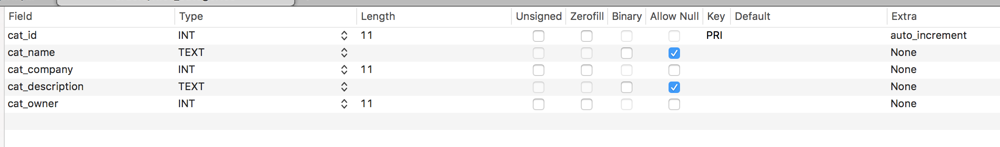 Field Type Length Unsigned Zerofill Binary Allow Null Key Default Extra
cat_id INT 11 PRI auto_increment
cat_name TEXT None
cat_company INT 11 None
cat_description TEXT None
cat_owner INT 11 None